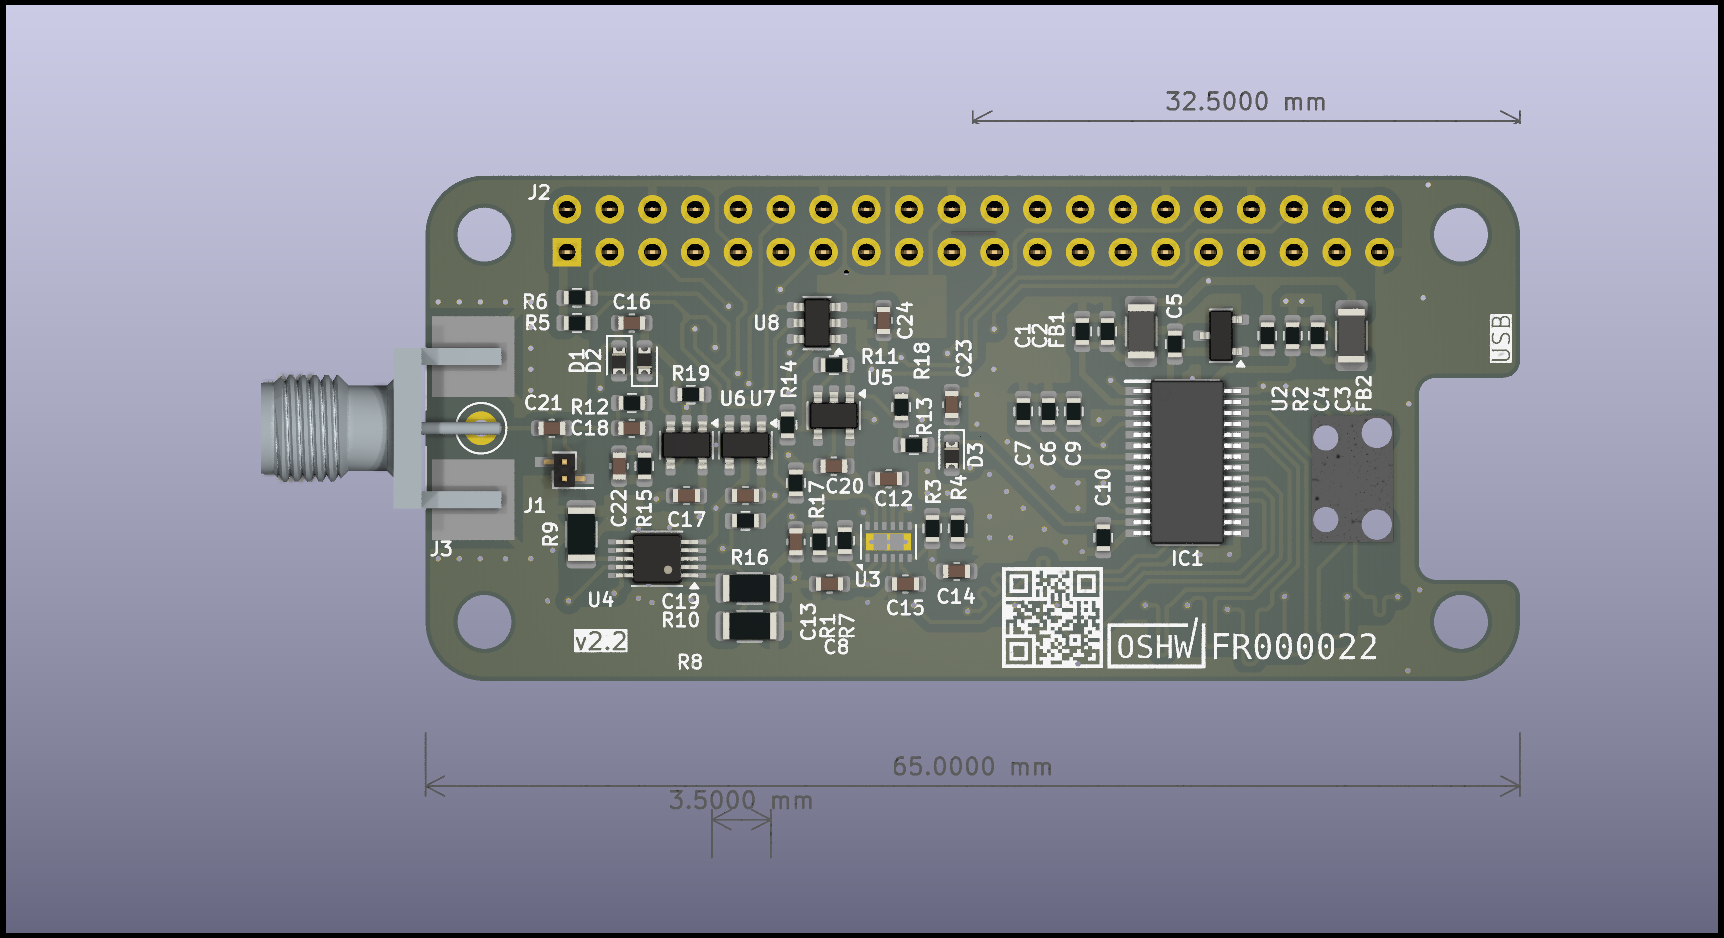 32.5000 mm
J2
R6
C16
R5
U8
C24
C5
C1
C2
FB1
USB
D1
D2
R14
R11
R18
C23
U5
R19
U6
U7
C21
R12
C18
R13
D3
U2
R2
C4
C3
FB2
C7
C6
C9
C20
C12
R3
R4
C10
J1
C22
R15
C17
R17
R9
J3
R16
IC1
U3
U4
C19
R10
C15
C14
C13
R1
R7
C8
v2.2
R8
OSHW
FR000022
65.0000 mm
3.5000 mm